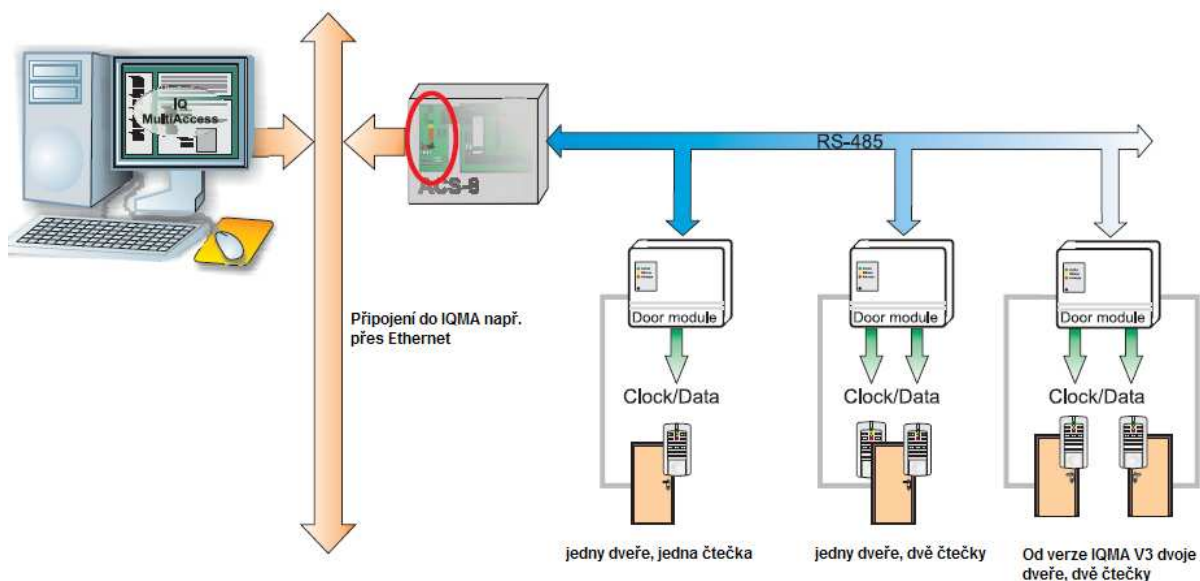 IQ
MultiAccess
ACS-8
RS-485
Připojení do IQMA např.
přes Ethernet
Door module
Door module
Door module
Clock/Data
Clock/Data
Clock/Data
jedny dveře, jedna čtečka
jedny dveře, dvě čtečky
Od verze IQMA V3 dvoje
dveře, dvě čtečky